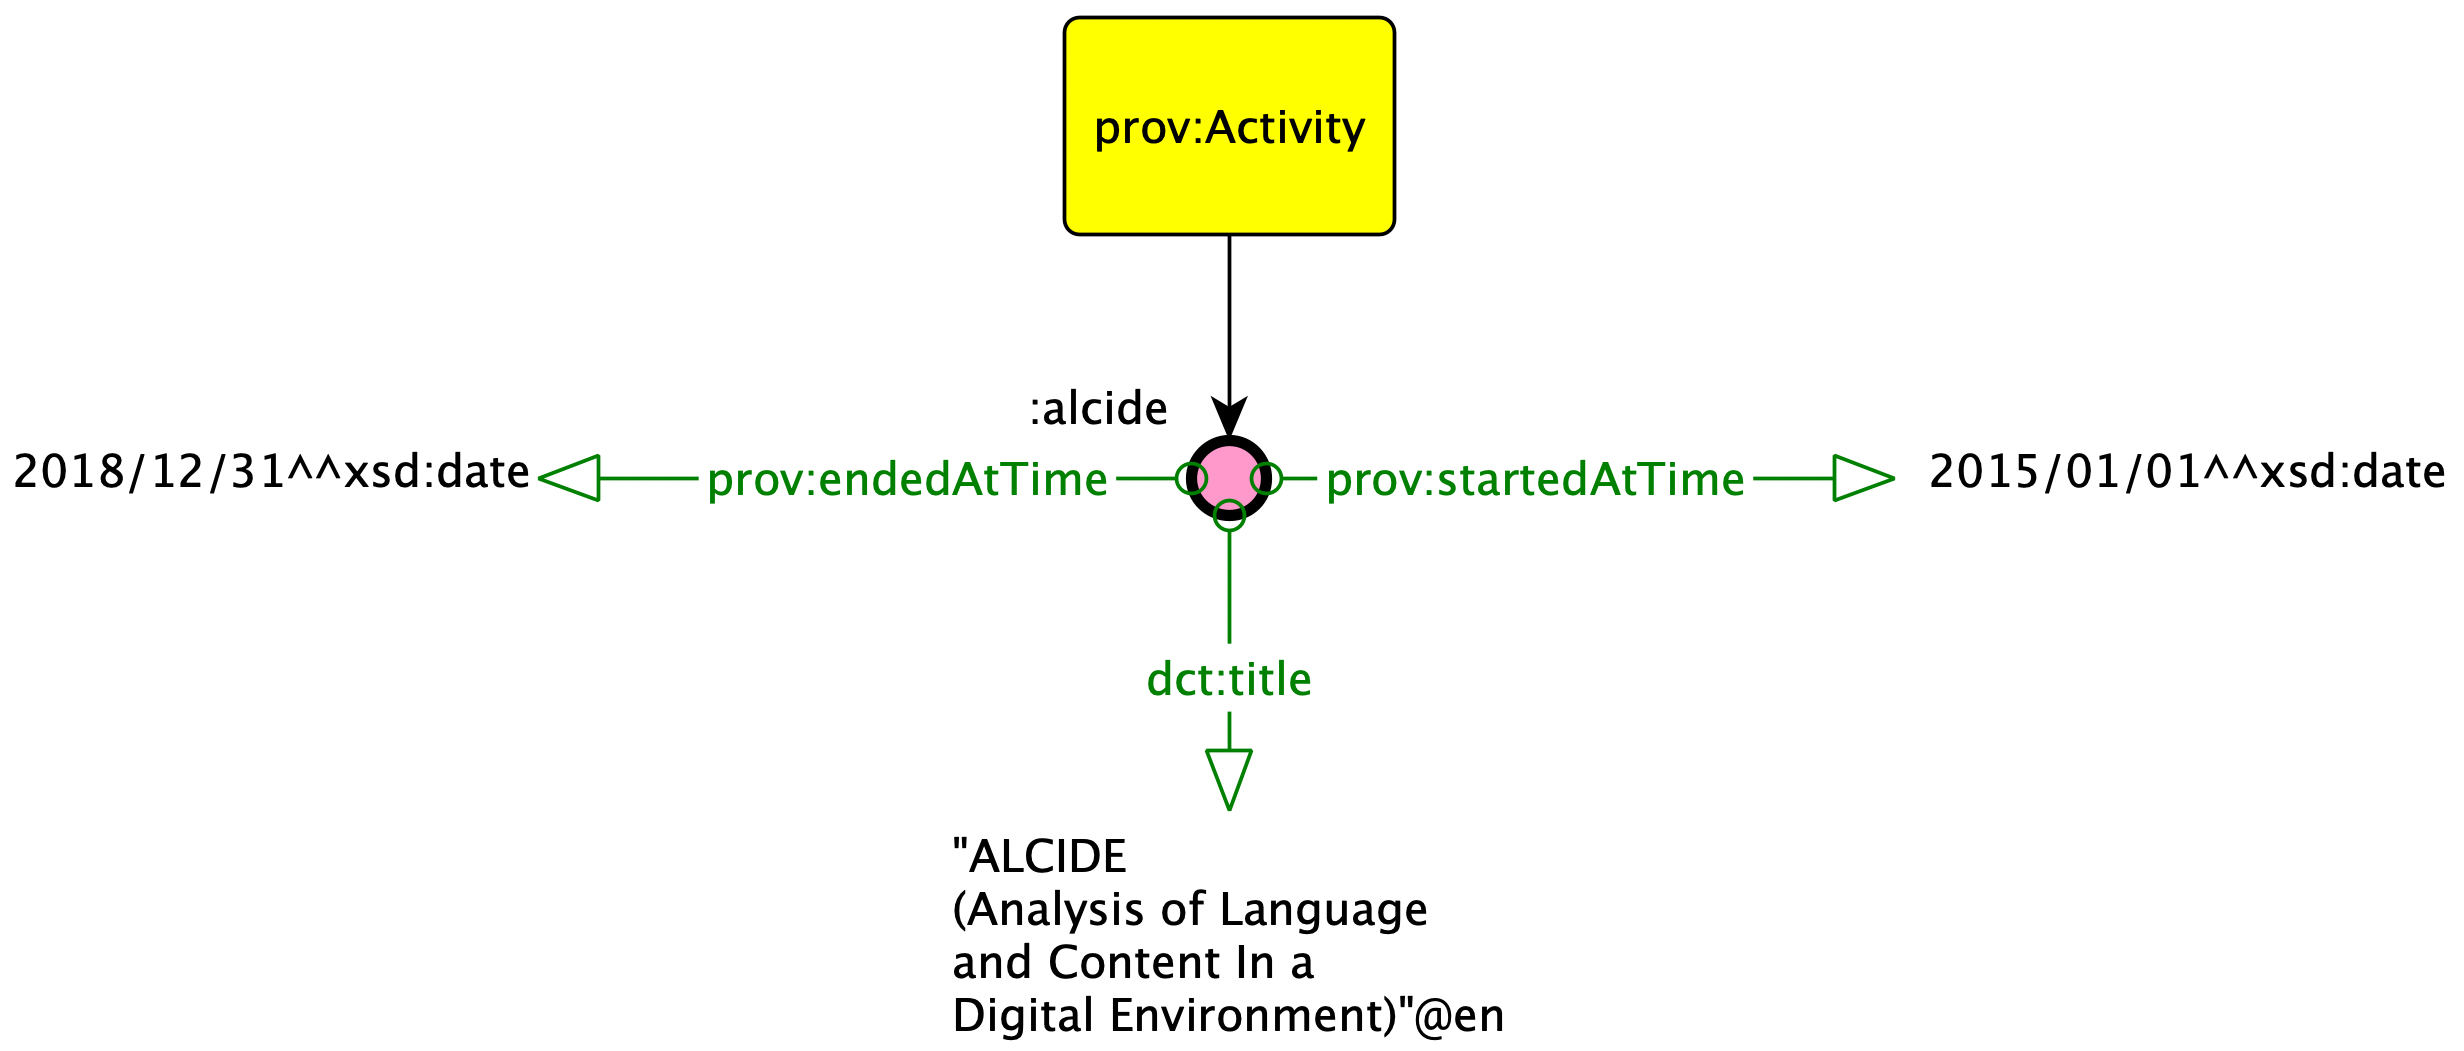 prov:Activity
:alcide
2018/12/31^^xsd:date
prov:endedAtTime
prov:startedAtTime
2015/01/01^^xsd:date
dct:title
"ALCIDE
(Analysis of Language
and Content In a
Digital Environment)"@en